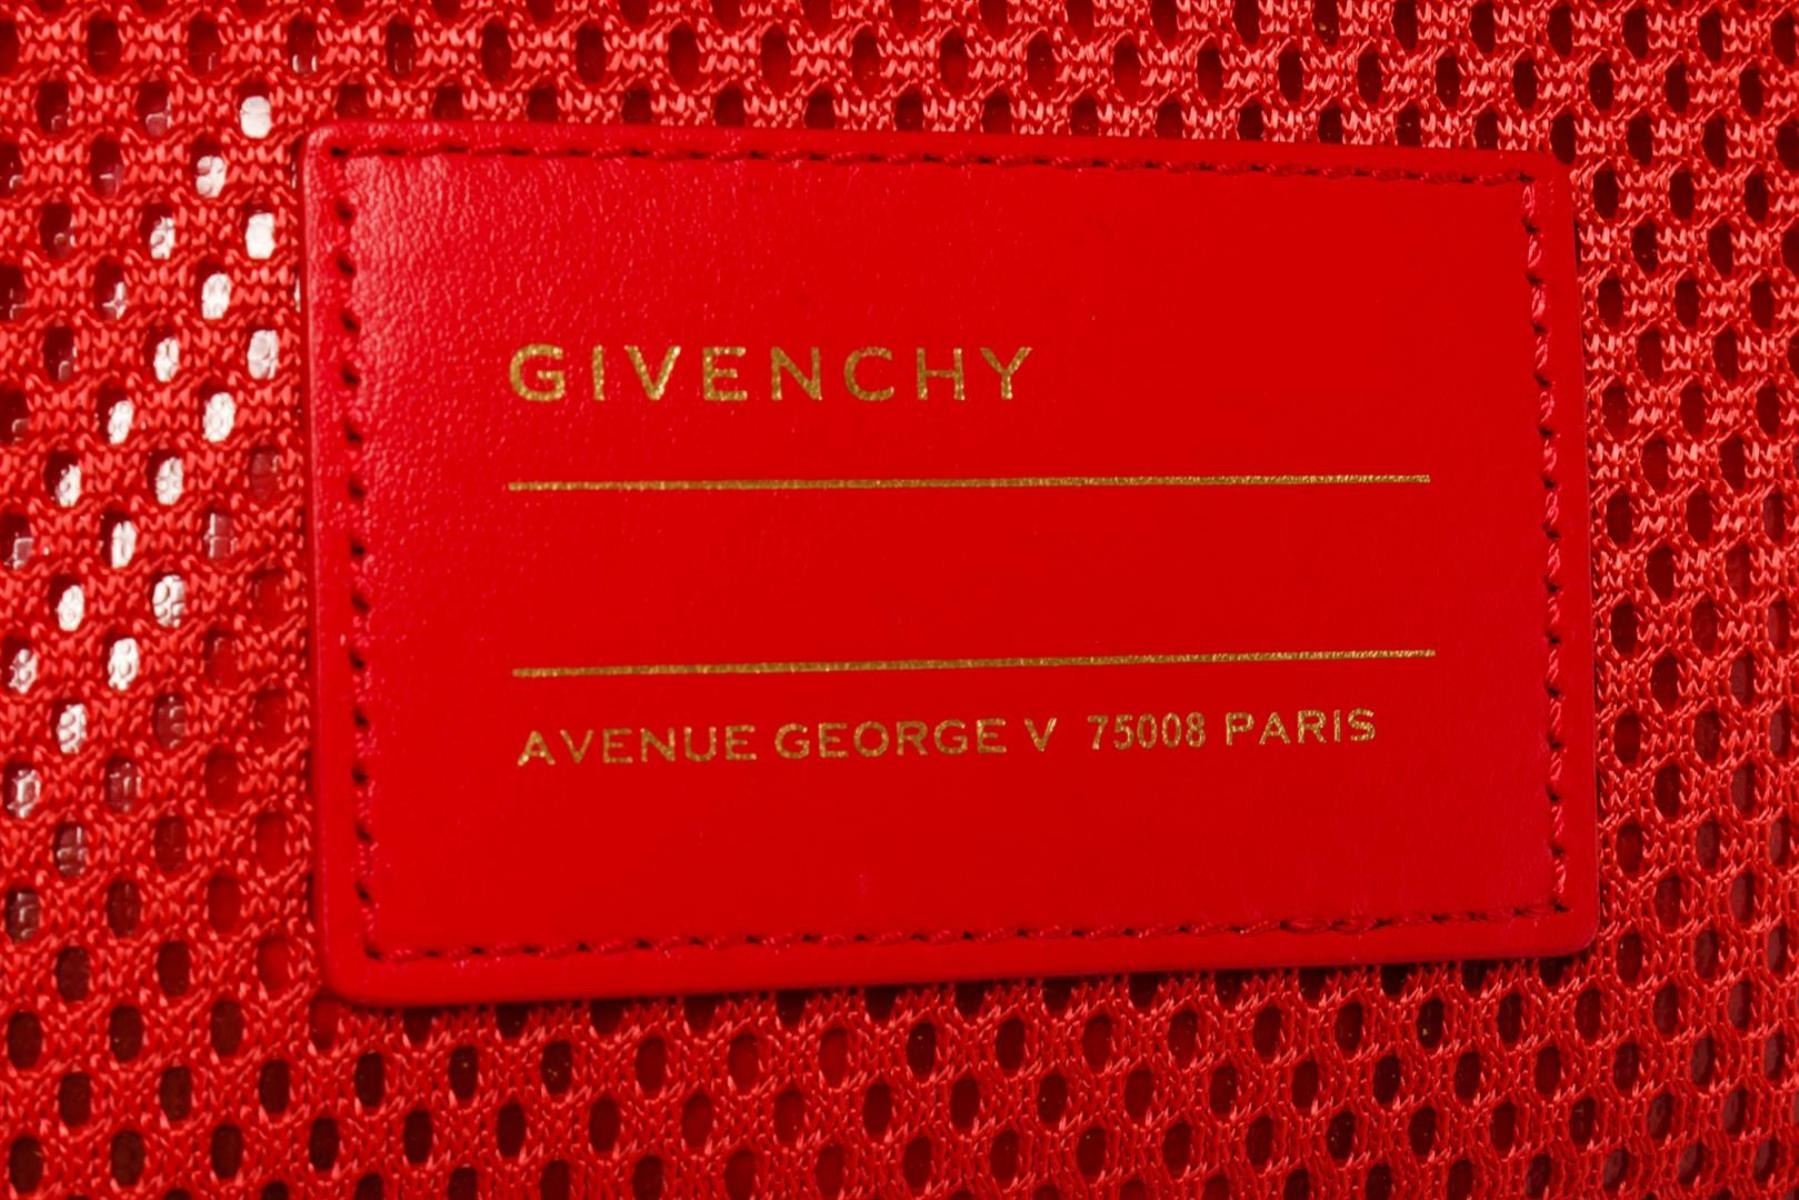 GIVENCHY
AVENUE GEORGE V 75008 PARIS